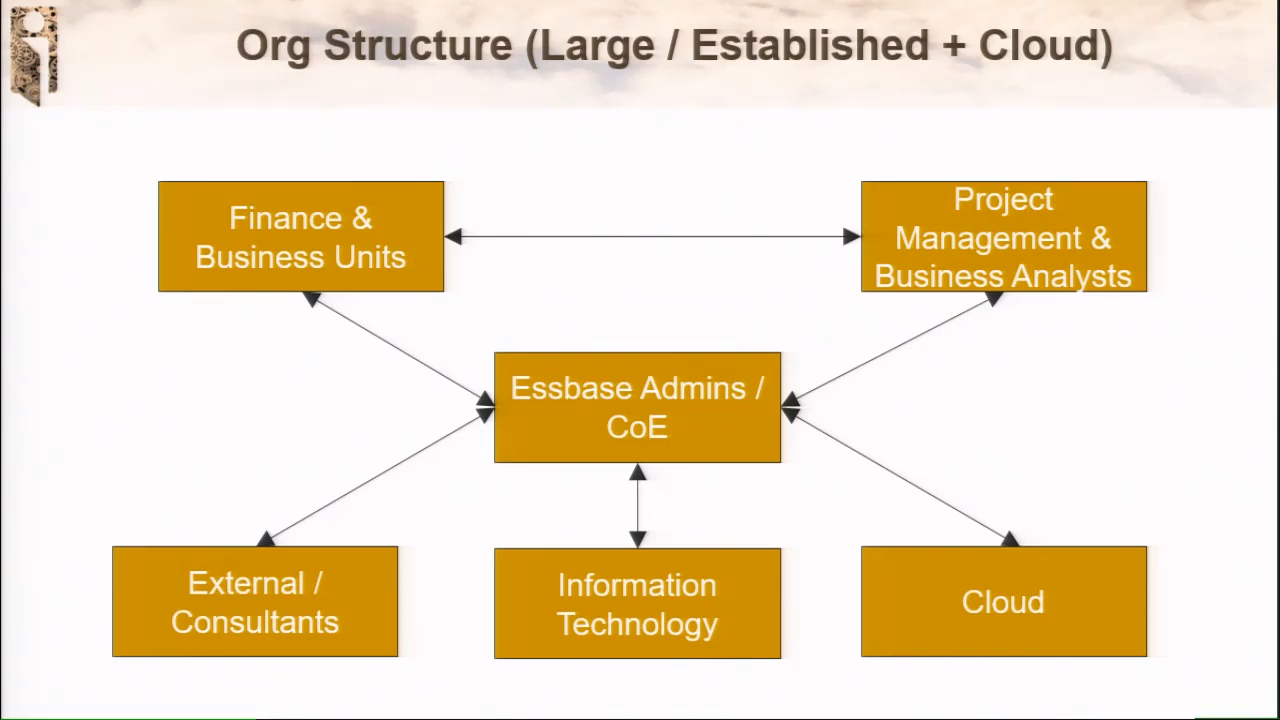 Org Structure (Large / Established + Cloud)
Finance &
Business Units
Project
Management &
Business Analysts
Essbase Admins /
CoE
External /
Consultants
Information
Technology
Cloud